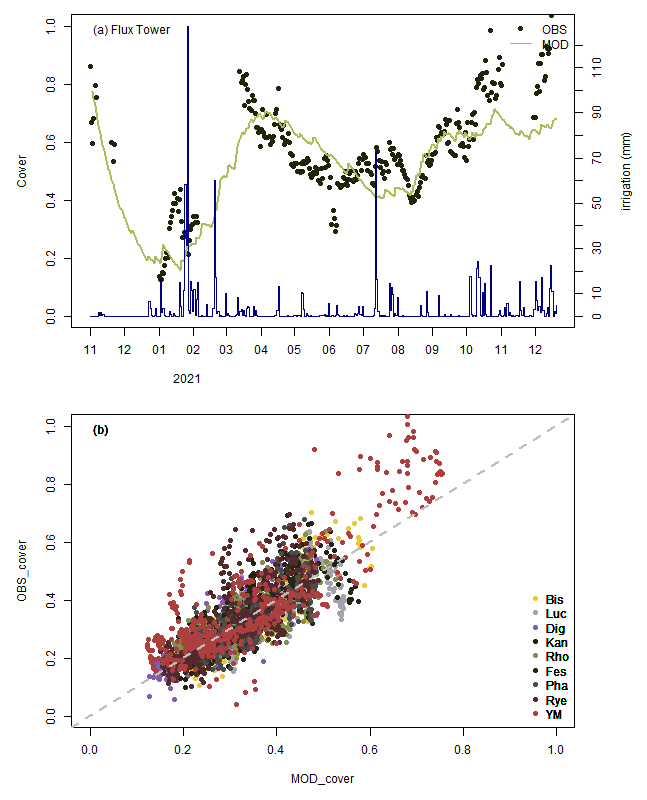 (a) Flux Tower
OBS
MOD
Cover
0.0 0.2 0.4 0.6 0.8 1.0
irrigation (mm)
0 10 30 50 70 90 110
11 12 01 02 03 04 05 06 07 08 09 10 11 12
2021
(b)
OBS_cover
0.0 0.2 0.4 0.6 0.8 1.0
Bis
Luc
Dig
Kan
Rho
Fes
Pha
Rye
YM
0.0 0.2 0.4 0.6 0.8 1.0
MOD_cover